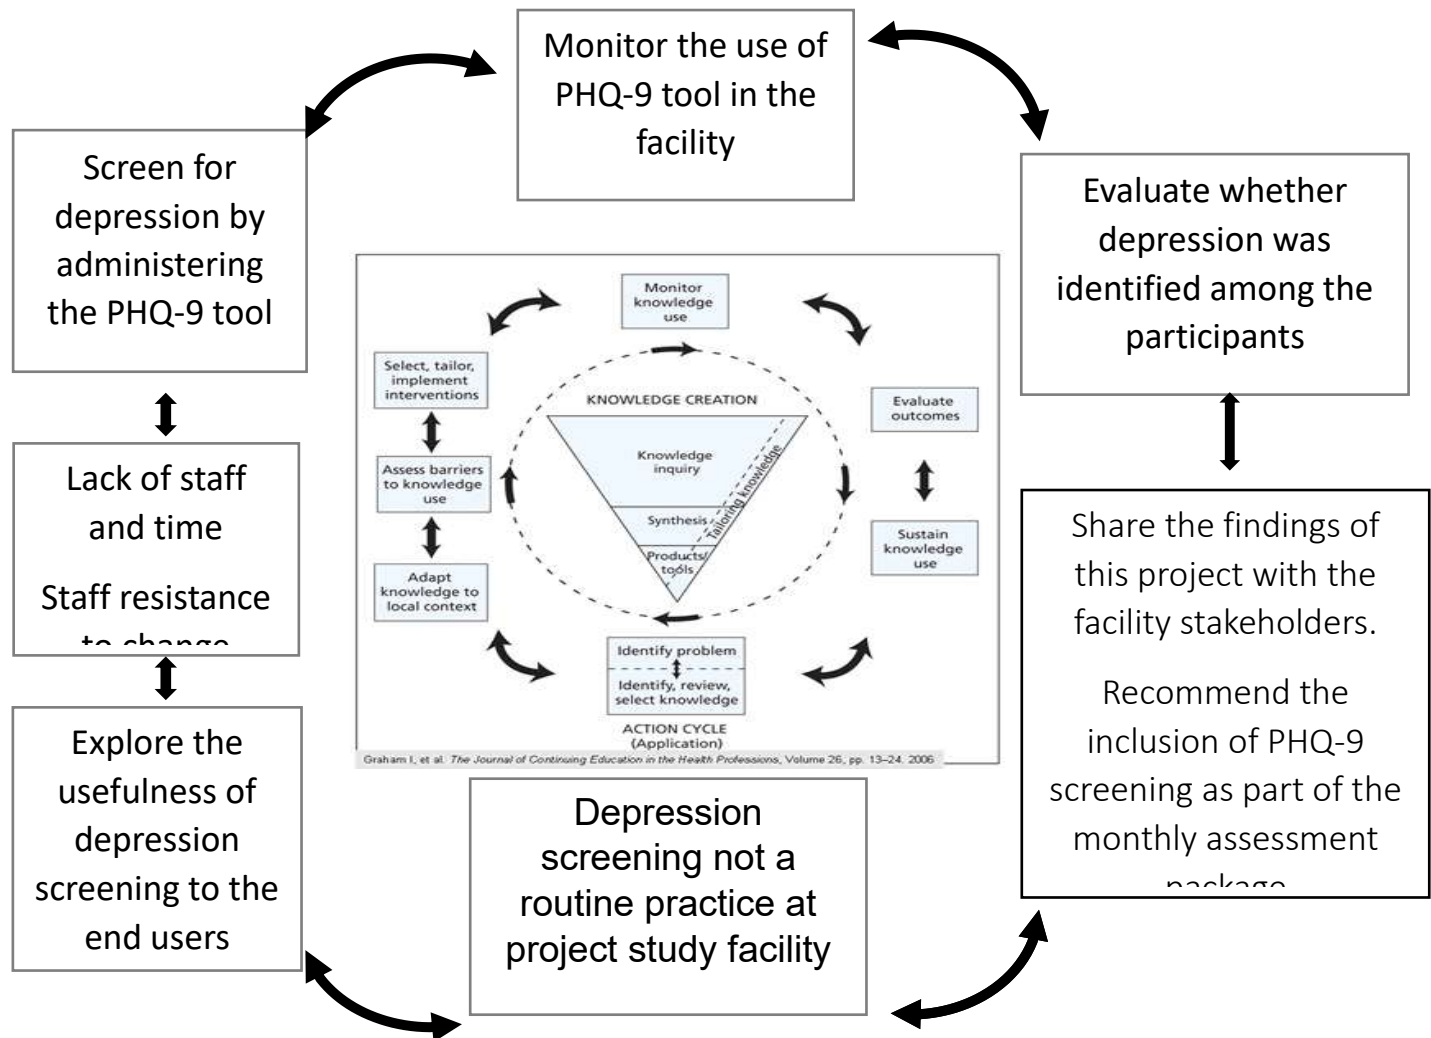 Monitor the use of
PHQ-9 tool in the
facility
Screen for
depression by
administering
the PHQ-9 tool
Evaluate whether
depression was
identified among the
participants
Lack of staff
and time
Staff resistance
to change
Explore the
usefulness of
depression
screening to the
end users
Share the findings of
this project with the
facility stakeholders.
Recommend the
inclusion of PHQ-9
screening as part of the
monthly assessment
package
Depression
screening not a
routine practice at
project study facility
Monitor
knowledge
use
Select, tailor,
implement
interventions
KNOWLEDGE CREATION
Evaluate
outcomes
Knowledge
inquiry
Tailoring knowledge
Assess barriers
to knowledge
use
Synthesis
Products/
tools
Sustain
knowledge
use
Adapt
knowledge to
local context
Identify problem
Identify, review,
select knowledge
ACTION CYCLE
(Application)
Graham I, et al. The Journal of Continuing Education in the Health Professions, Volume 26, pp. 13–24. 2006